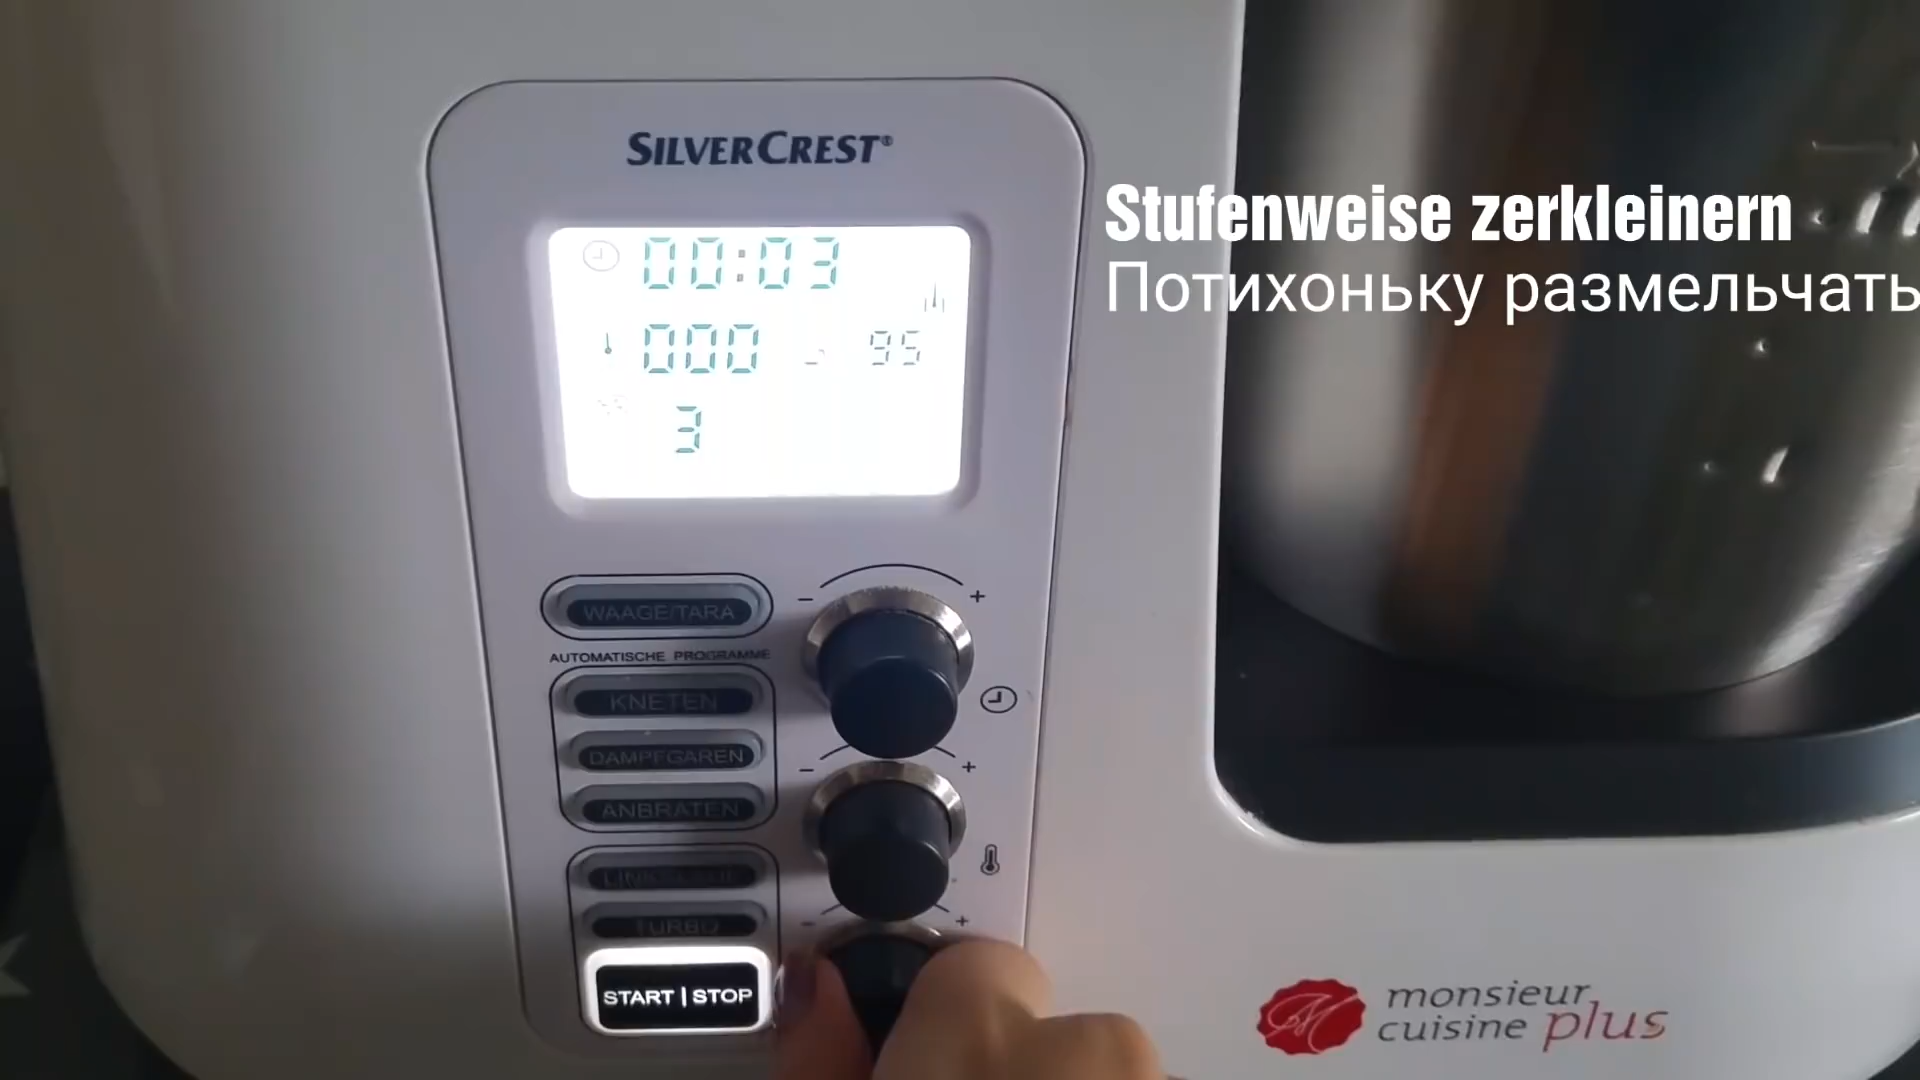 SILVERCREST®
Stufenweise zerkleinern
Потихоньку размельчать
00:03
000
95
3
WAAGE/TARA
AUTOMATISCHE PROGRAMME
KNETEN
DAMPFGAREN
ANBRATEN
LINKSLAUF
TURBO
START | STOP
monsieur
cuisine plus